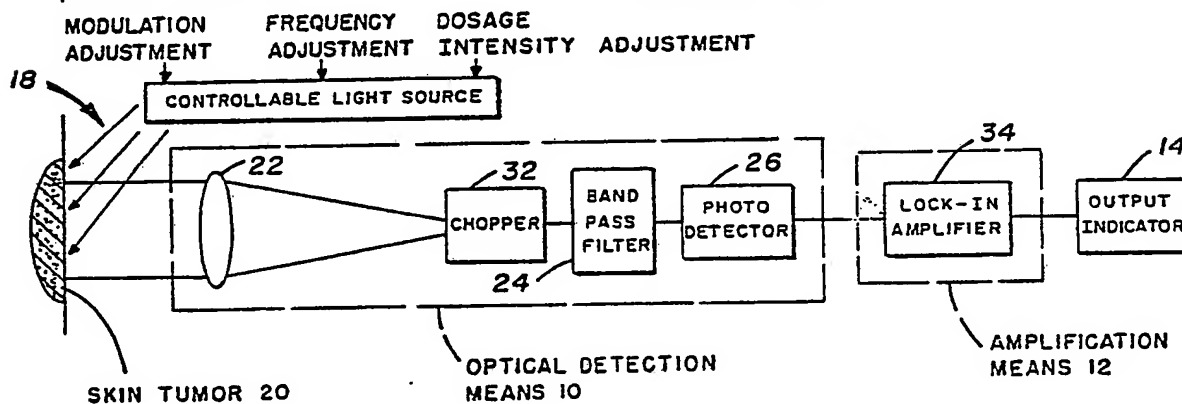 MODULATION ADJUSTMENT
FREQUENCY ADJUSTMENT
DOSAGE INTENSITY ADJUSTMENT
18
CONTROLLABLE LIGHT SOURCE
22
32
CHOPPER
BAND PASS FILTER
24
26
PHOTO DETECTOR
34
LOCK-IN AMPLIFIER
14
OUTPUT INDICATOR
SKIN TUMOR 20
OPTICAL DETECTION MEANS 10
AMPLIFICATION MEANS 12